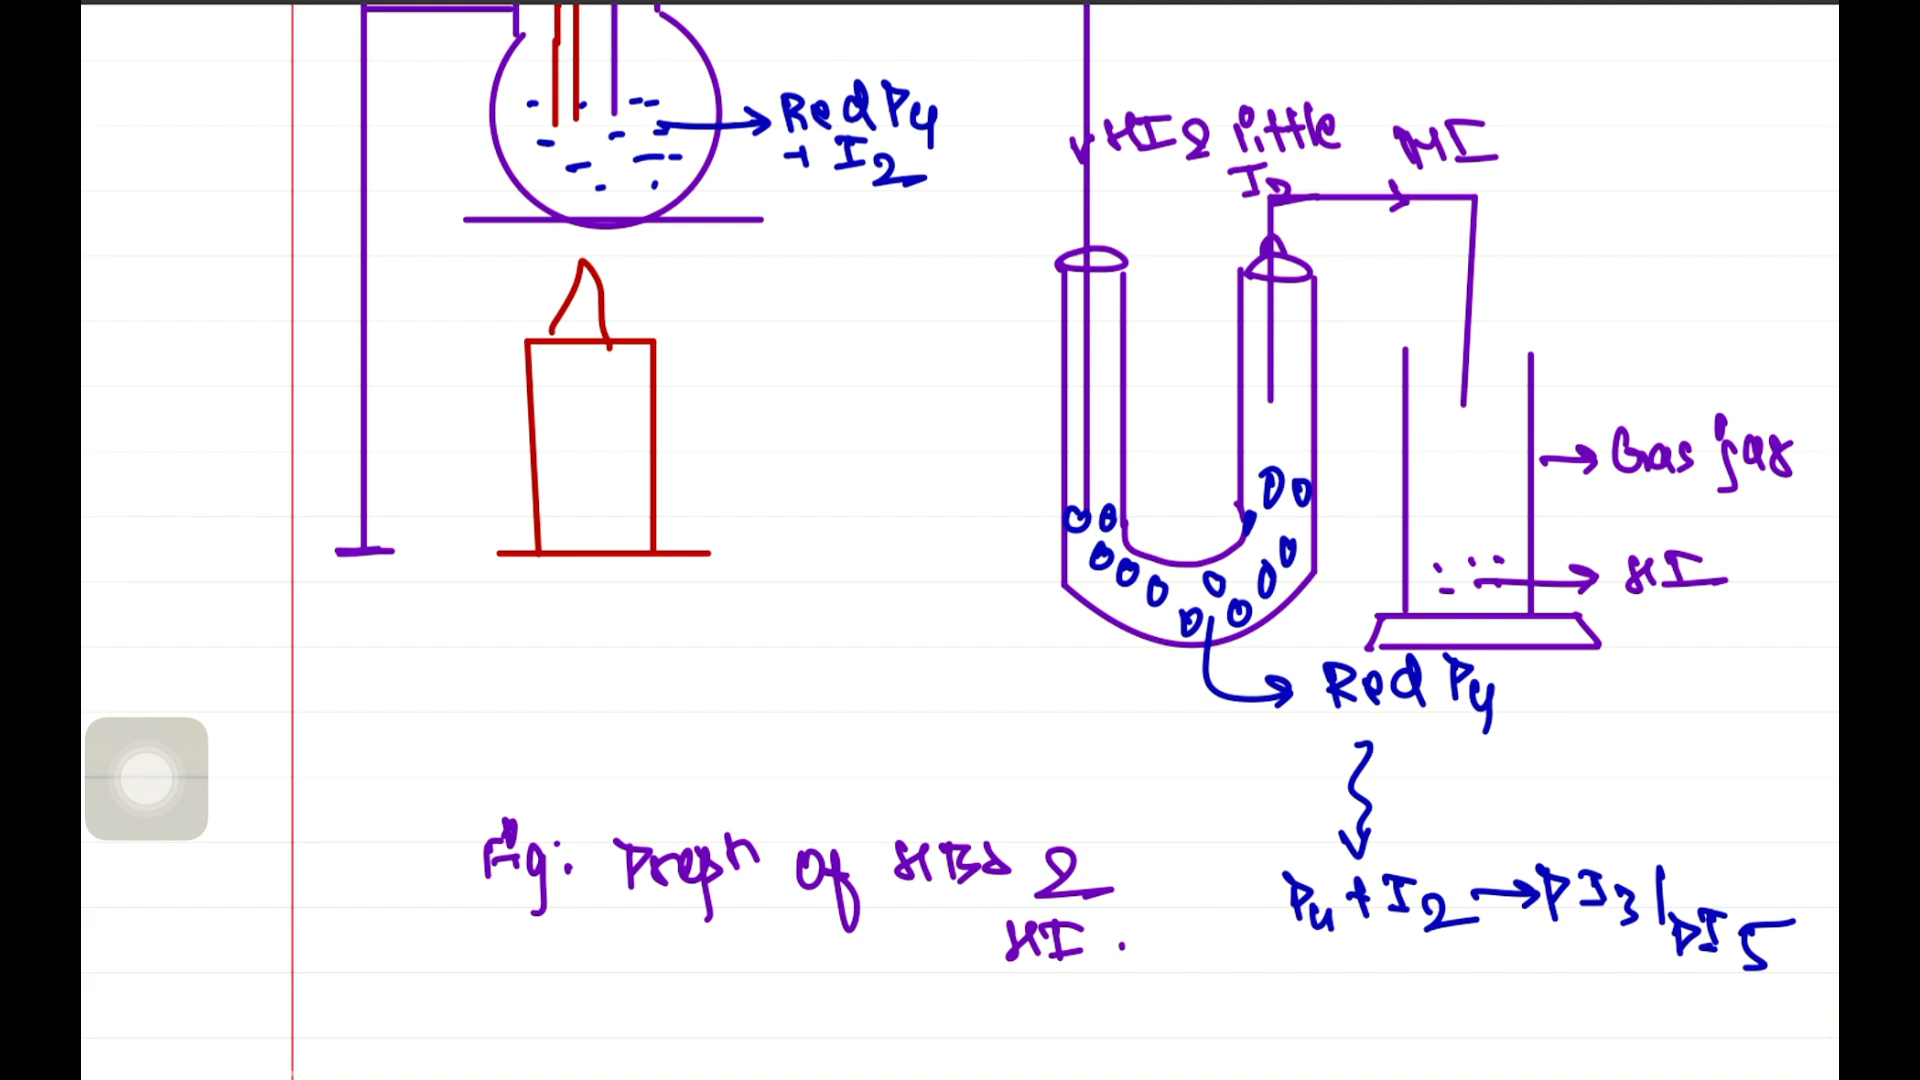 Red P4
+ I2
HI & little
I2
HI
Gas jar
HI
Red P4
Fig: Prepn of HBr &
HI.
P4 + I2 → PI3/PI5